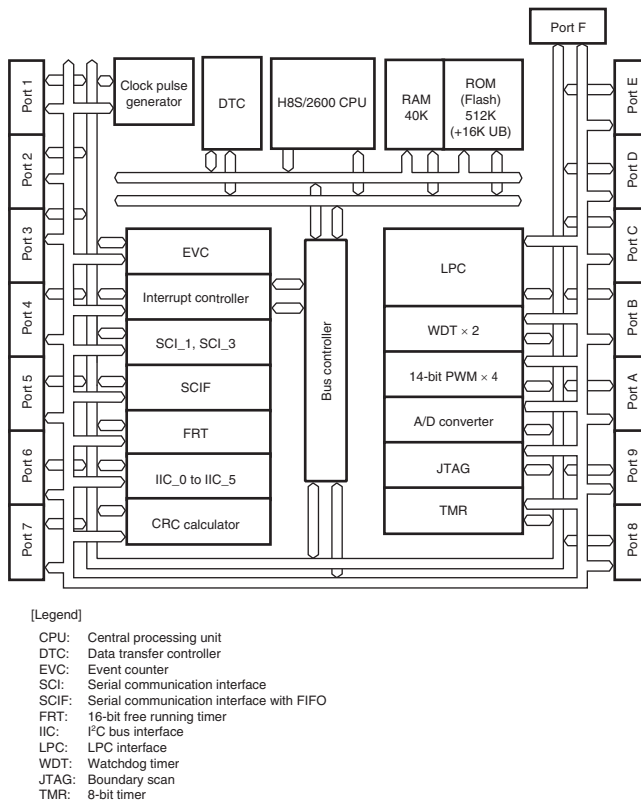 Port F
Port 1
Port 2
Port 3
Port 4
Port 5
Port 6
Port 7
Clock pulse
generator
DTC
H8S/2600 CPU
RAM
40K
ROM
(Flash)
512K
(+16K UB)
Port E
Port D
Port C
Port B
Port A
Port 9
Port 8
EVC
Interrupt controller
SCI_1, SCI_3
SCIF
FRT
IIC_0 to IIC_5
CRC calculator
Bus controller
LPC
WDT × 2
14-bit PWM × 4
A/D converter
JTAG
TMR
[Legend]
CPU: Central processing unit
DTC: Data transfer controller
EVC: Event counter
SCI: Serial communication interface
SCIF: Serial communication interface with FIFO
FRT: 16-bit free running timer
IIC: I²C bus interface
LPC: LPC interface
WDT: Watchdog timer
JTAG: Boundary scan
TMR: 8-bit timer